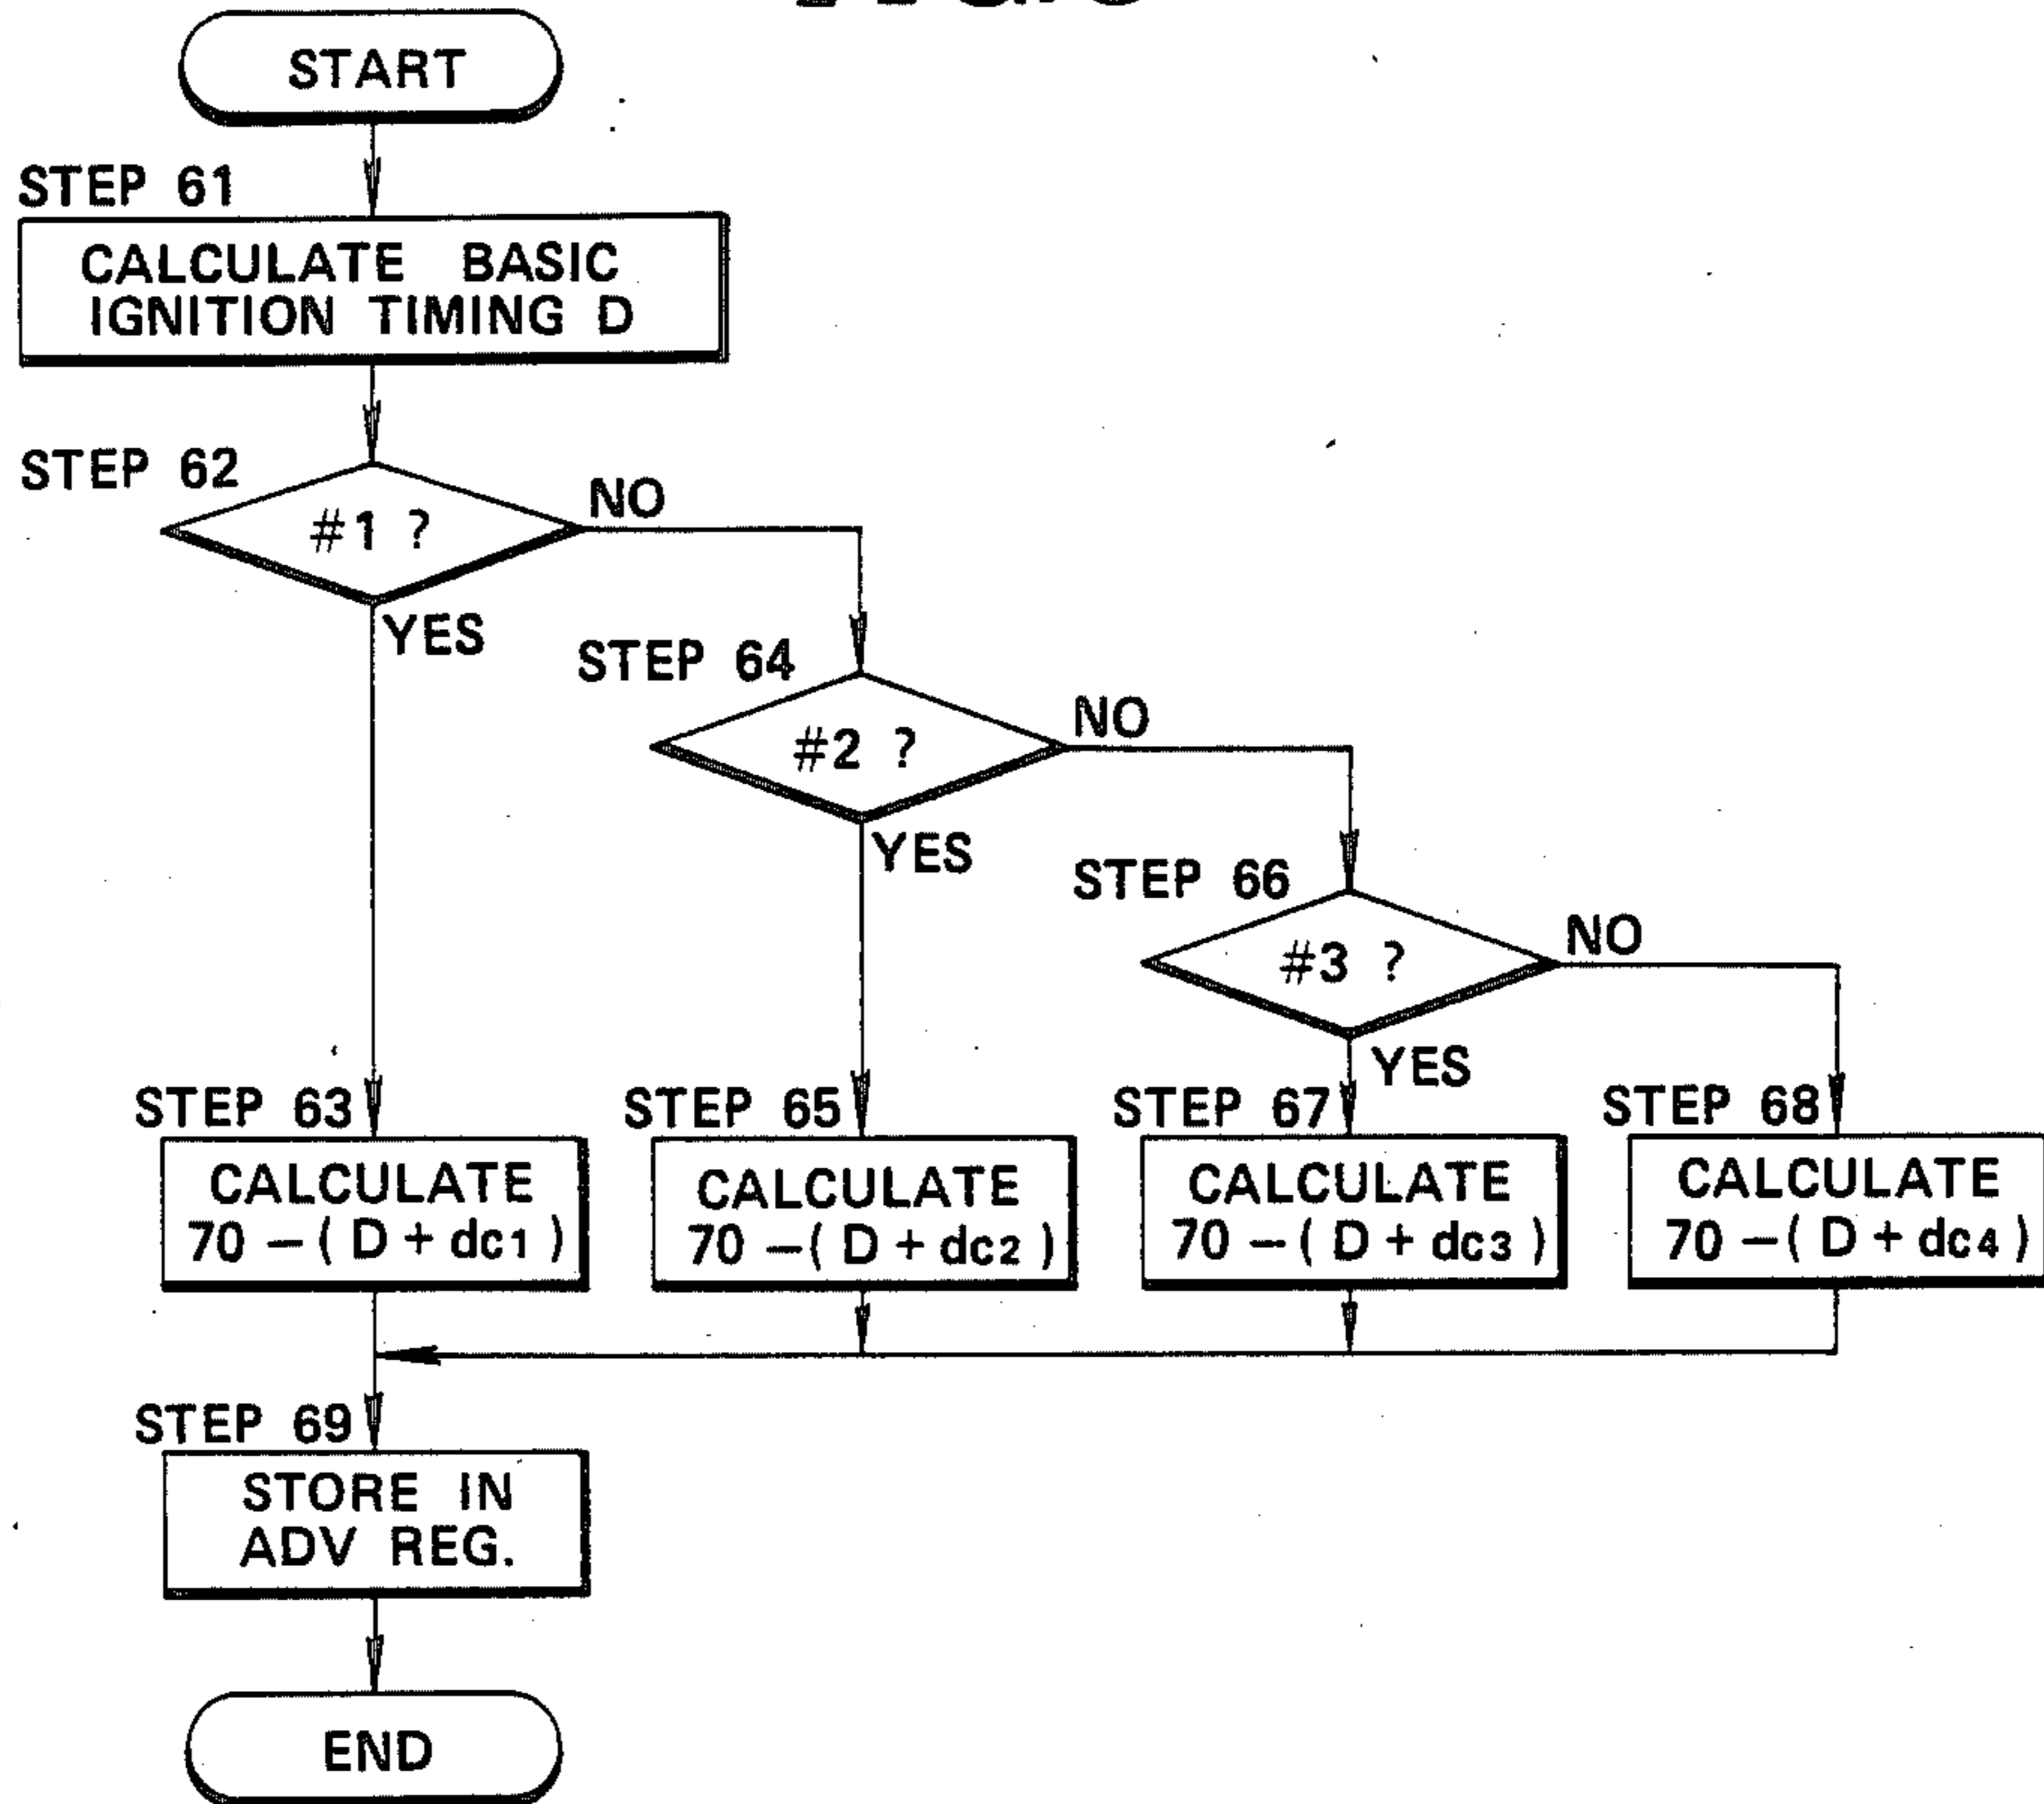 START
STEP 61
CALCULATE BASIC
IGNITION TIMING D
STEP 62
#1 ?
NO
YES
STEP 64
#2 ?
NO
YES
STEP 66
#3 ?
NO
YES
STEP 63
CALCULATE
70 – ( D + dc1 )
STEP 65
CALCULATE
70 – ( D + dc2 )
STEP 67
CALCULATE
70 – ( D + dc3 )
STEP 68
CALCULATE
70 – ( D + dc4 )
STEP 69
STORE IN
ADV REG.
END